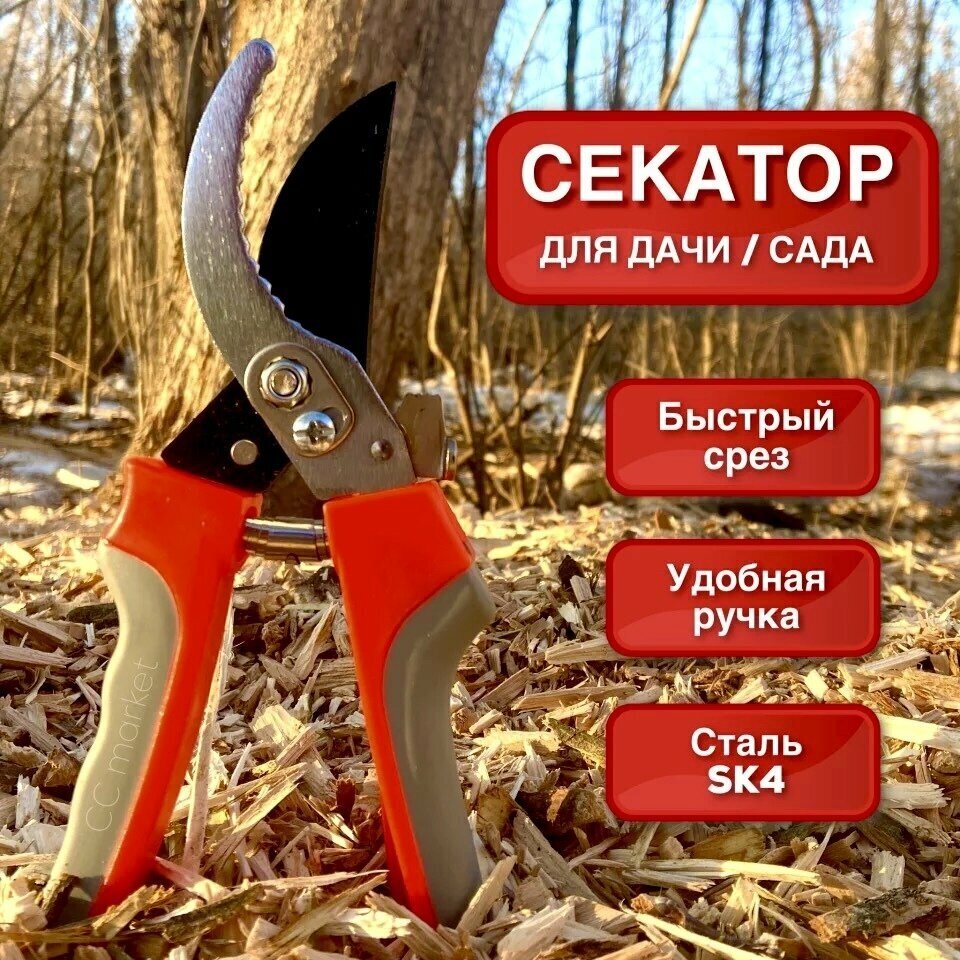 СЕКАТОР
ДЛЯ ДАЧИ / САДА
Быстрый
срез
Удобная
ручка
Сталь
SK4
CC market